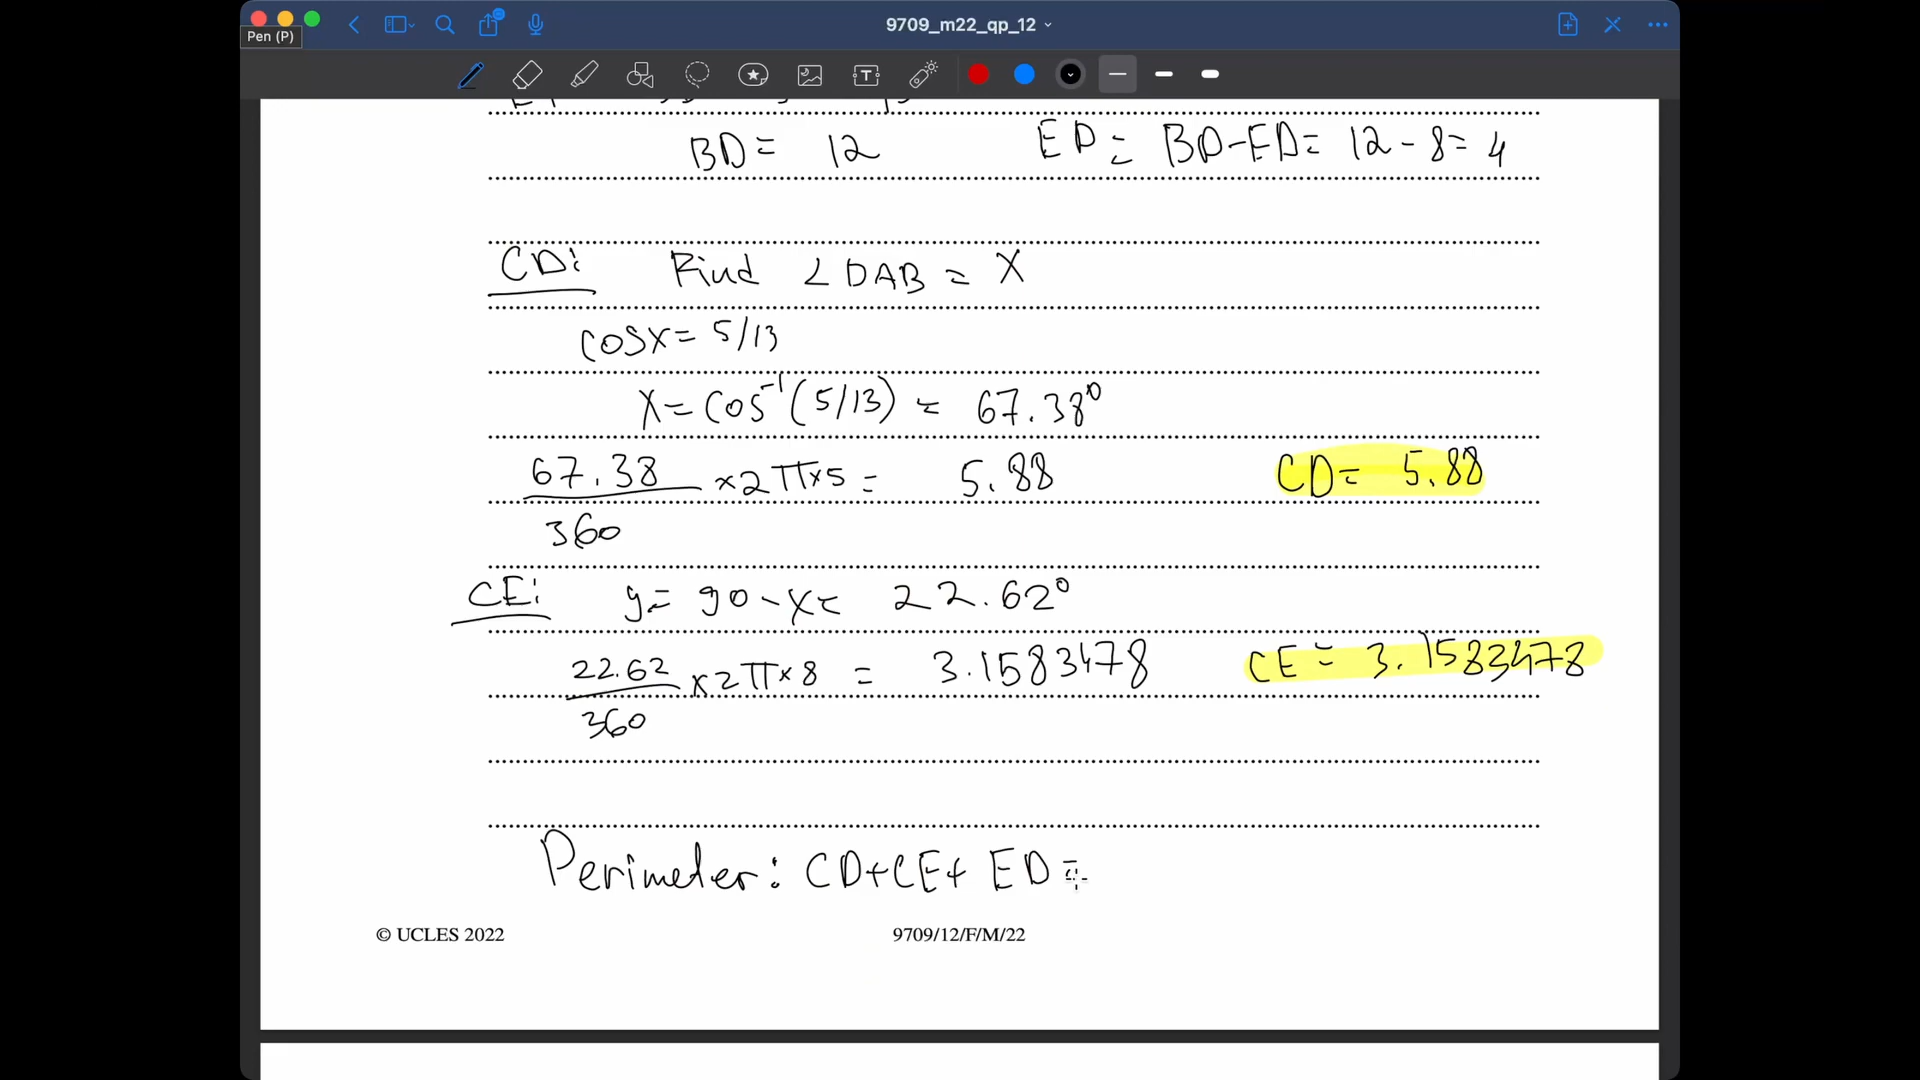 9709_m22_qp_12
Pen (P)
BD = 12 ED = BD-ED = 12 - 8 = 4
CD: Find ∠DAB = X
cosx = 5/13
X = cos⁻¹(5/13) = 67.38°
67.38/360 ×2π×5 = 5.88 CD = 5.88
CE: y = 90 - x = 22.62°
22.62/360 ×2π×8 = 3.1583478 CE = 3.1583478
Perimeter: CD+CE+ ED =
© UCLES 2022 9709/12/F/M/22